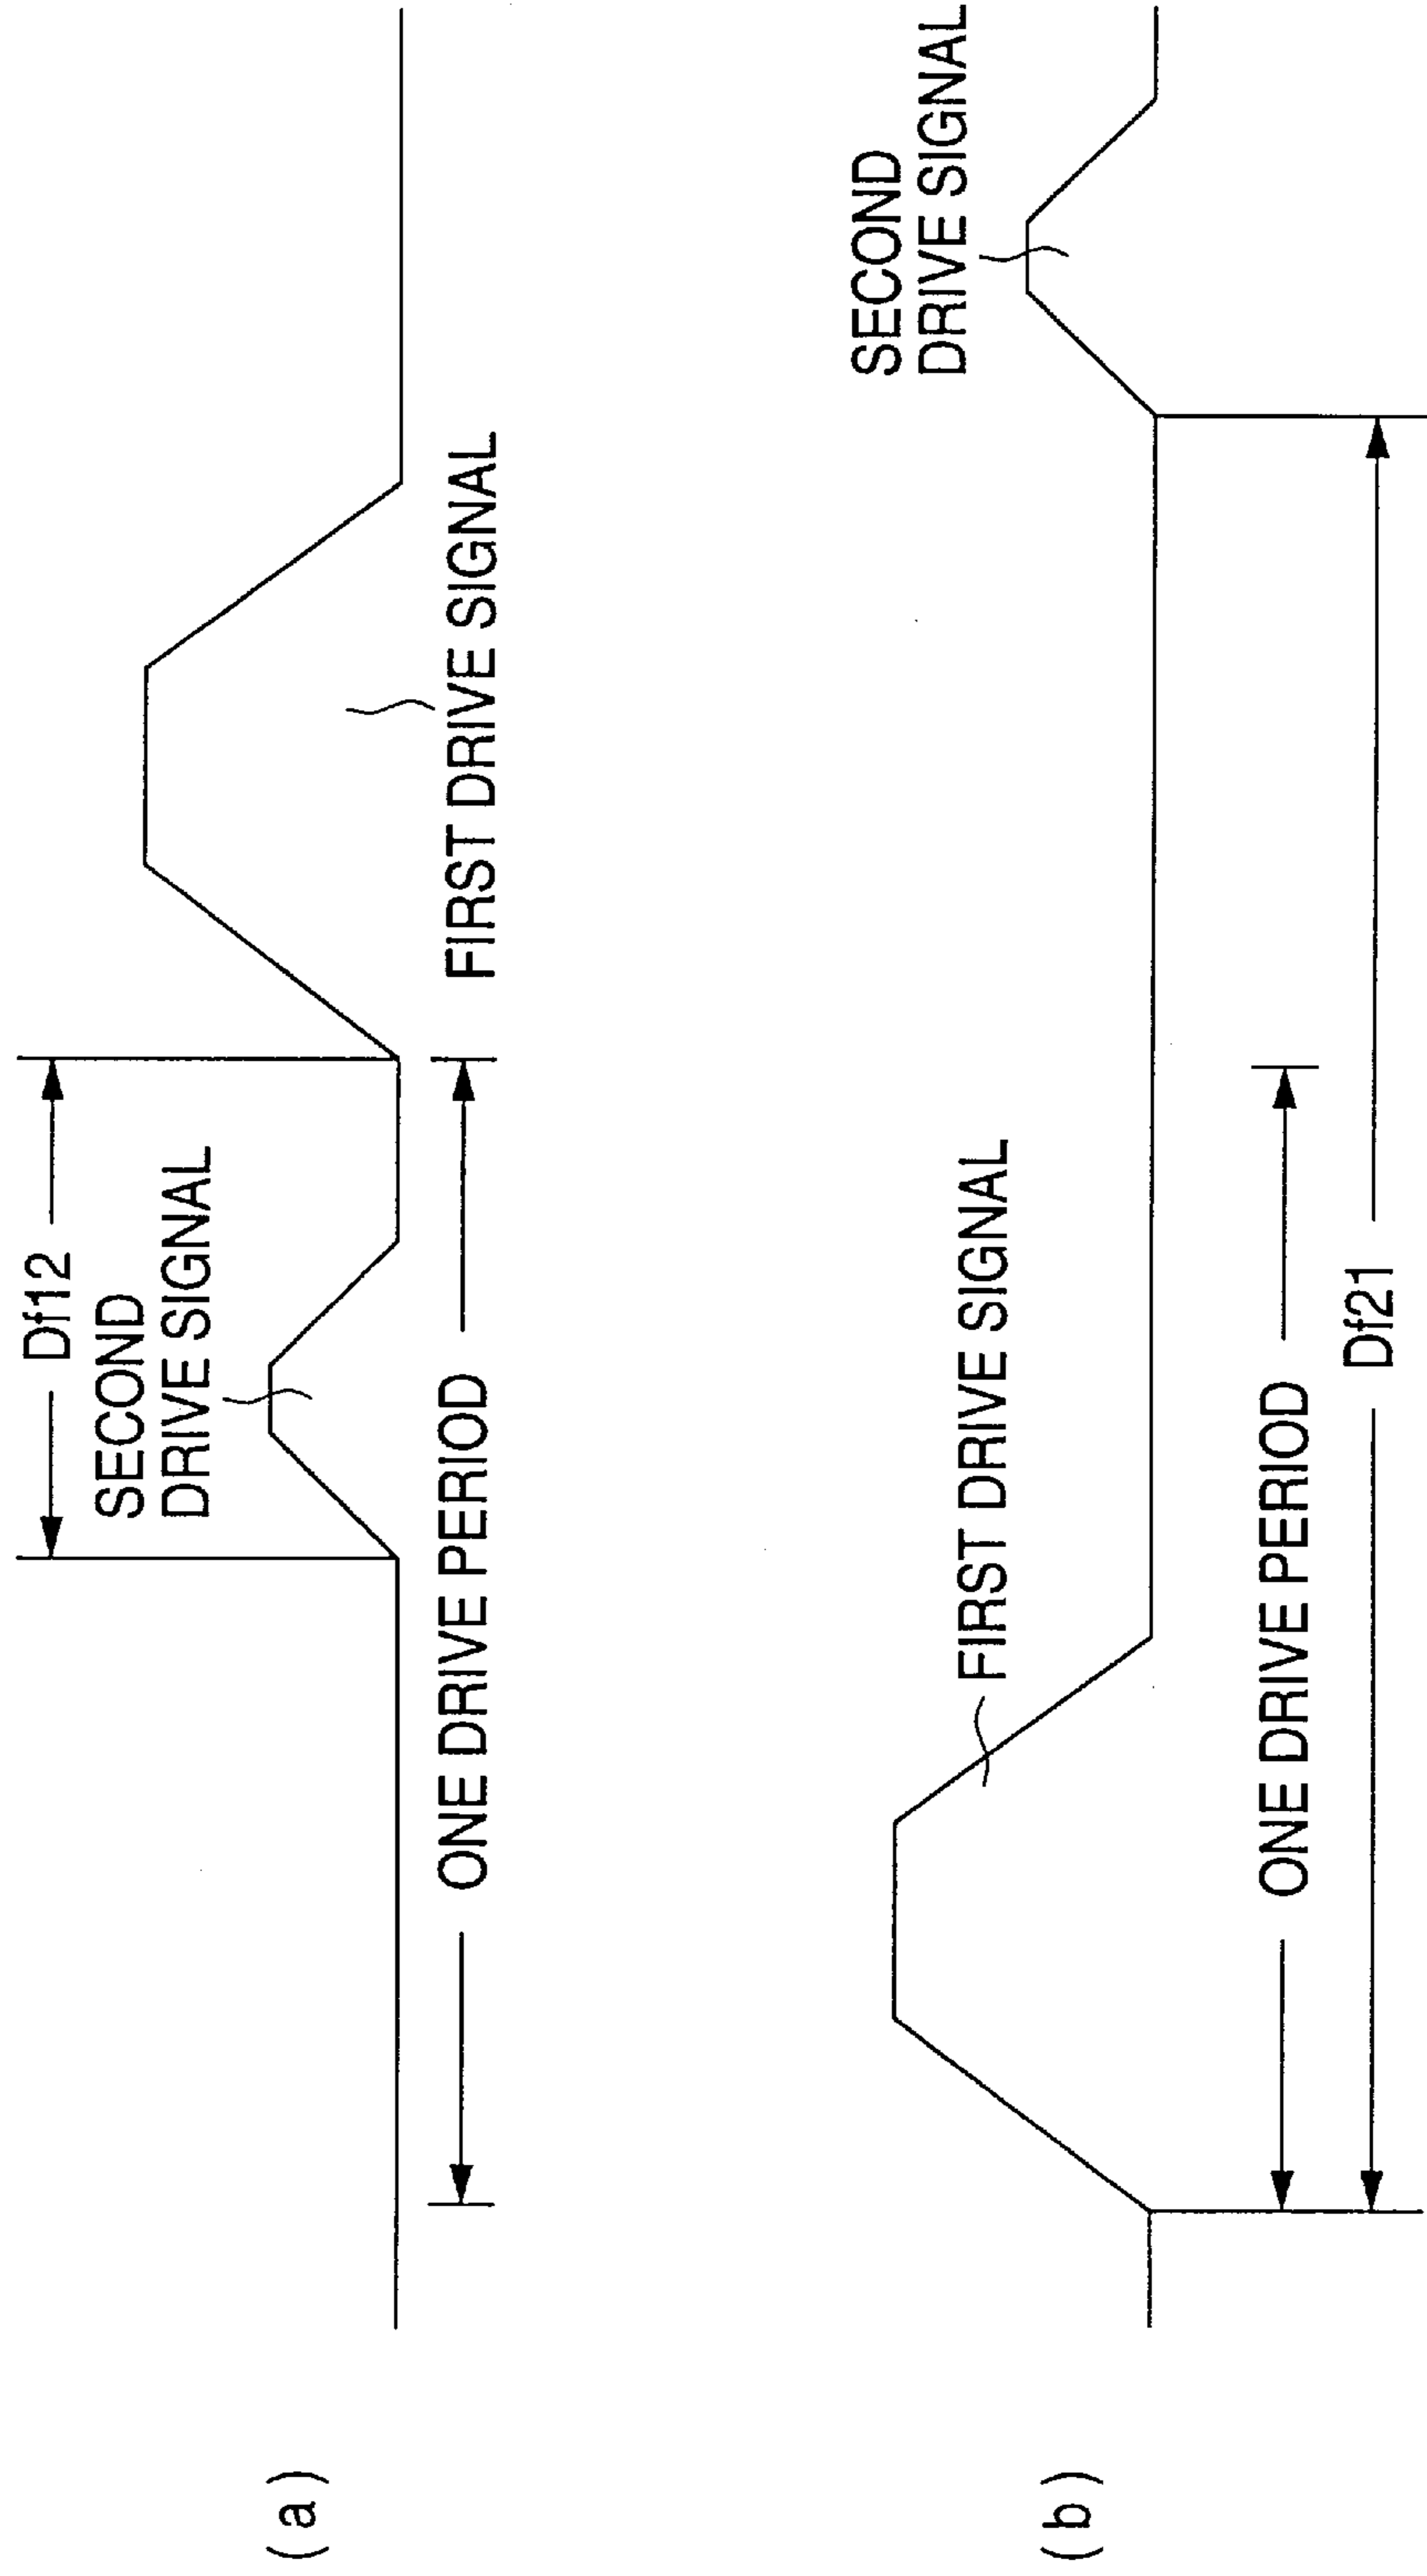 ( a )
Df12
SECOND
DRIVE SIGNAL
FIRST DRIVE SIGNAL
ONE DRIVE PERIOD
( b )
SECOND
DRIVE SIGNAL
FIRST DRIVE SIGNAL
ONE DRIVE PERIOD
Df21